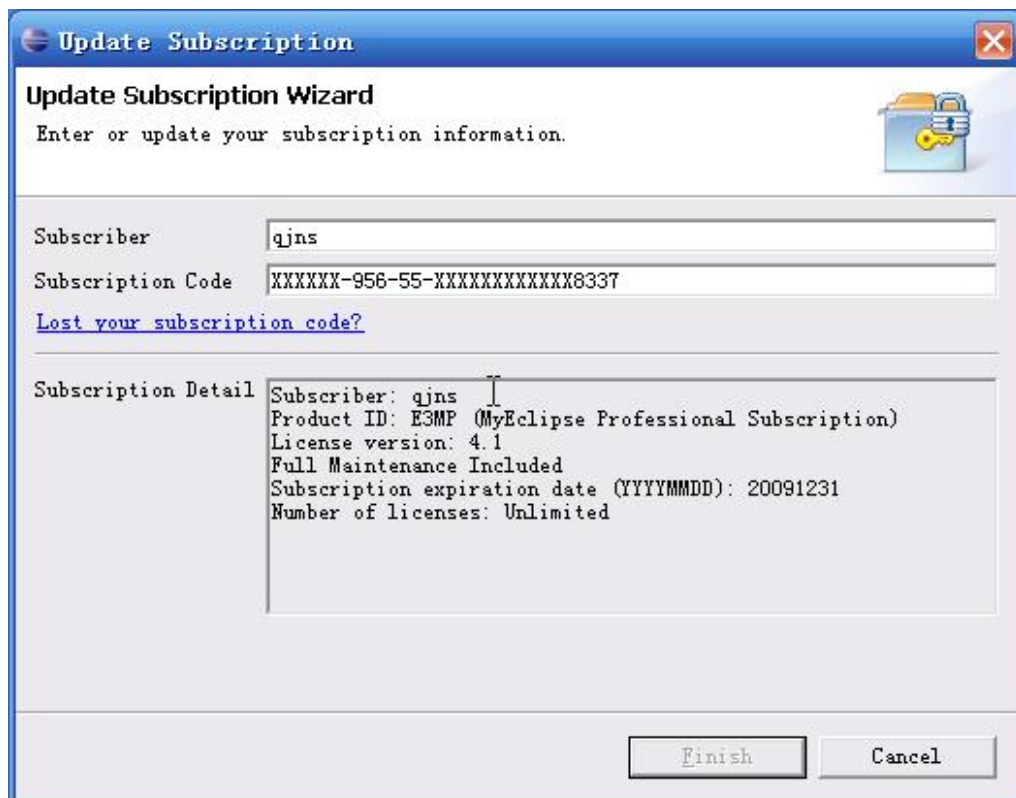 Update Subscription
Update Subscription Wizard
Enter or update your subscription information.
Subscriber qjns
Subscription Code XXXXXX-956-55-XXXXXXXXXXXX8337
Lost your subscription code?
Subscription Detail Subscriber: qjns
Product ID: E3MP (MyEclipse Professional Subscription)
License version: 4.1
Full Maintenance Included
Subscription expiration date (YYYYMMDD): 20091231
Number of licenses: Unlimited
Finish Cancel